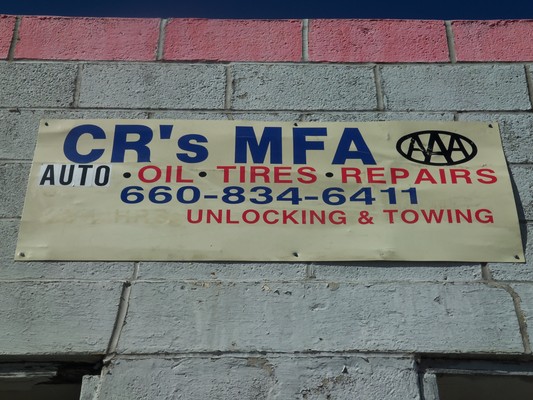 CR's MFA AAA
AUTO • OIL • TIRES • REPAIRS
660-834-6411
UNLOCKING & TOWING